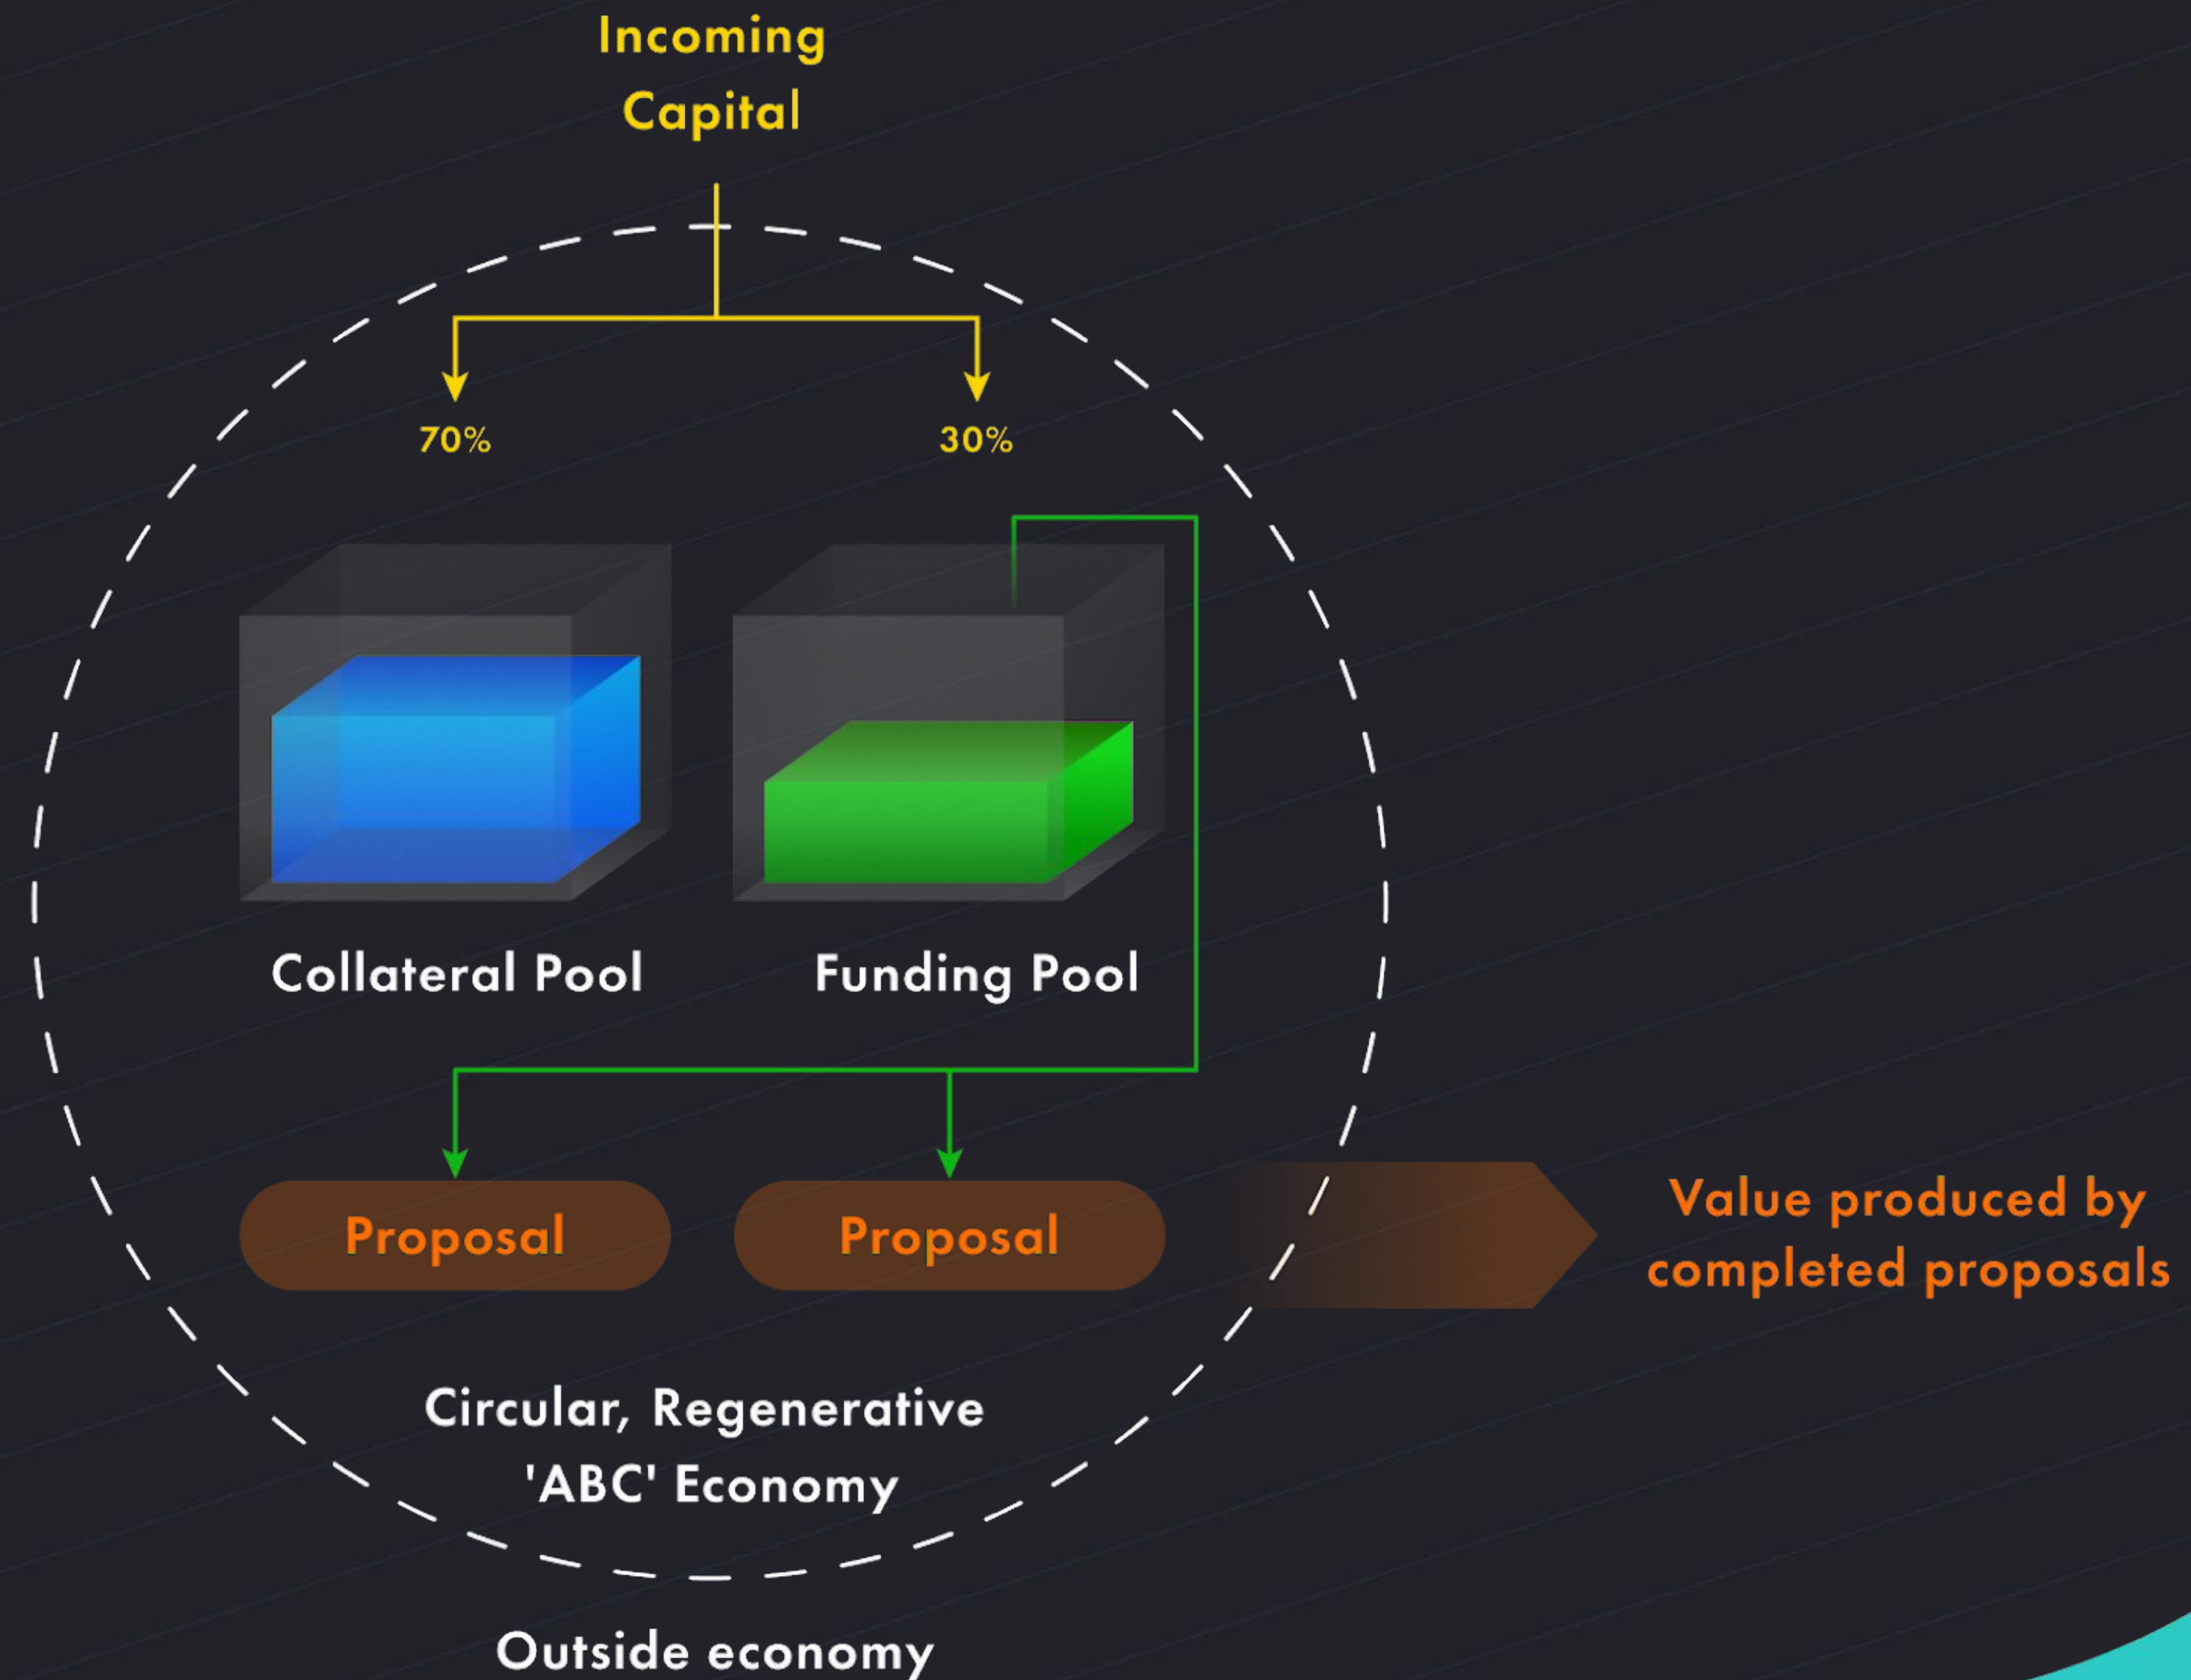 Incoming
Capital
70%
30%
Collateral Pool
Funding Pool
Proposal
Proposal
Value produced by
completed proposals
Circular, Regenerative
'ABC' Economy
Outside economy